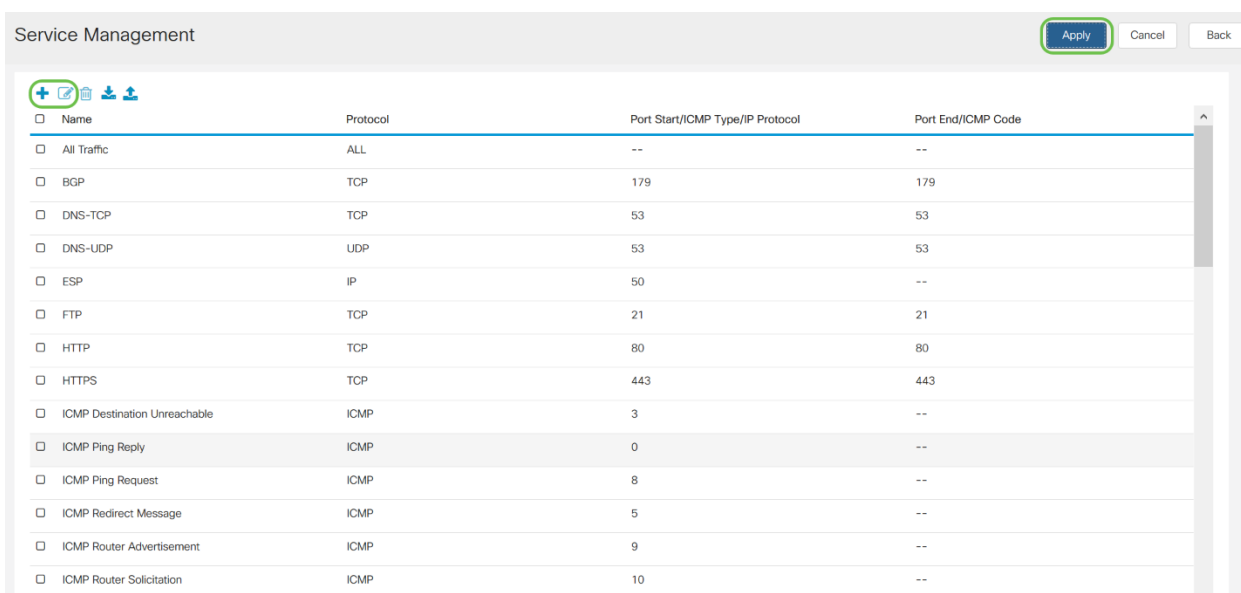 Service Management
Apply Cancel Back
Name Protocol Port Start/ICMP Type/IP Protocol Port End/ICMP Code
All Traffic ALL -- --
BGP TCP 179 179
DNS-TCP TCP 53 53
DNS-UDP UDP 53 53
ESP IP 50 --
FTP TCP 21 21
HTTP TCP 80 80
HTTPS TCP 443 443
ICMP Destination Unreachable ICMP 3 --
ICMP Ping Reply ICMP 0 --
ICMP Ping Request ICMP 8 --
ICMP Redirect Message ICMP 5 --
ICMP Router Advertisement ICMP 9 --
ICMP Router Solicitation ICMP 10 --